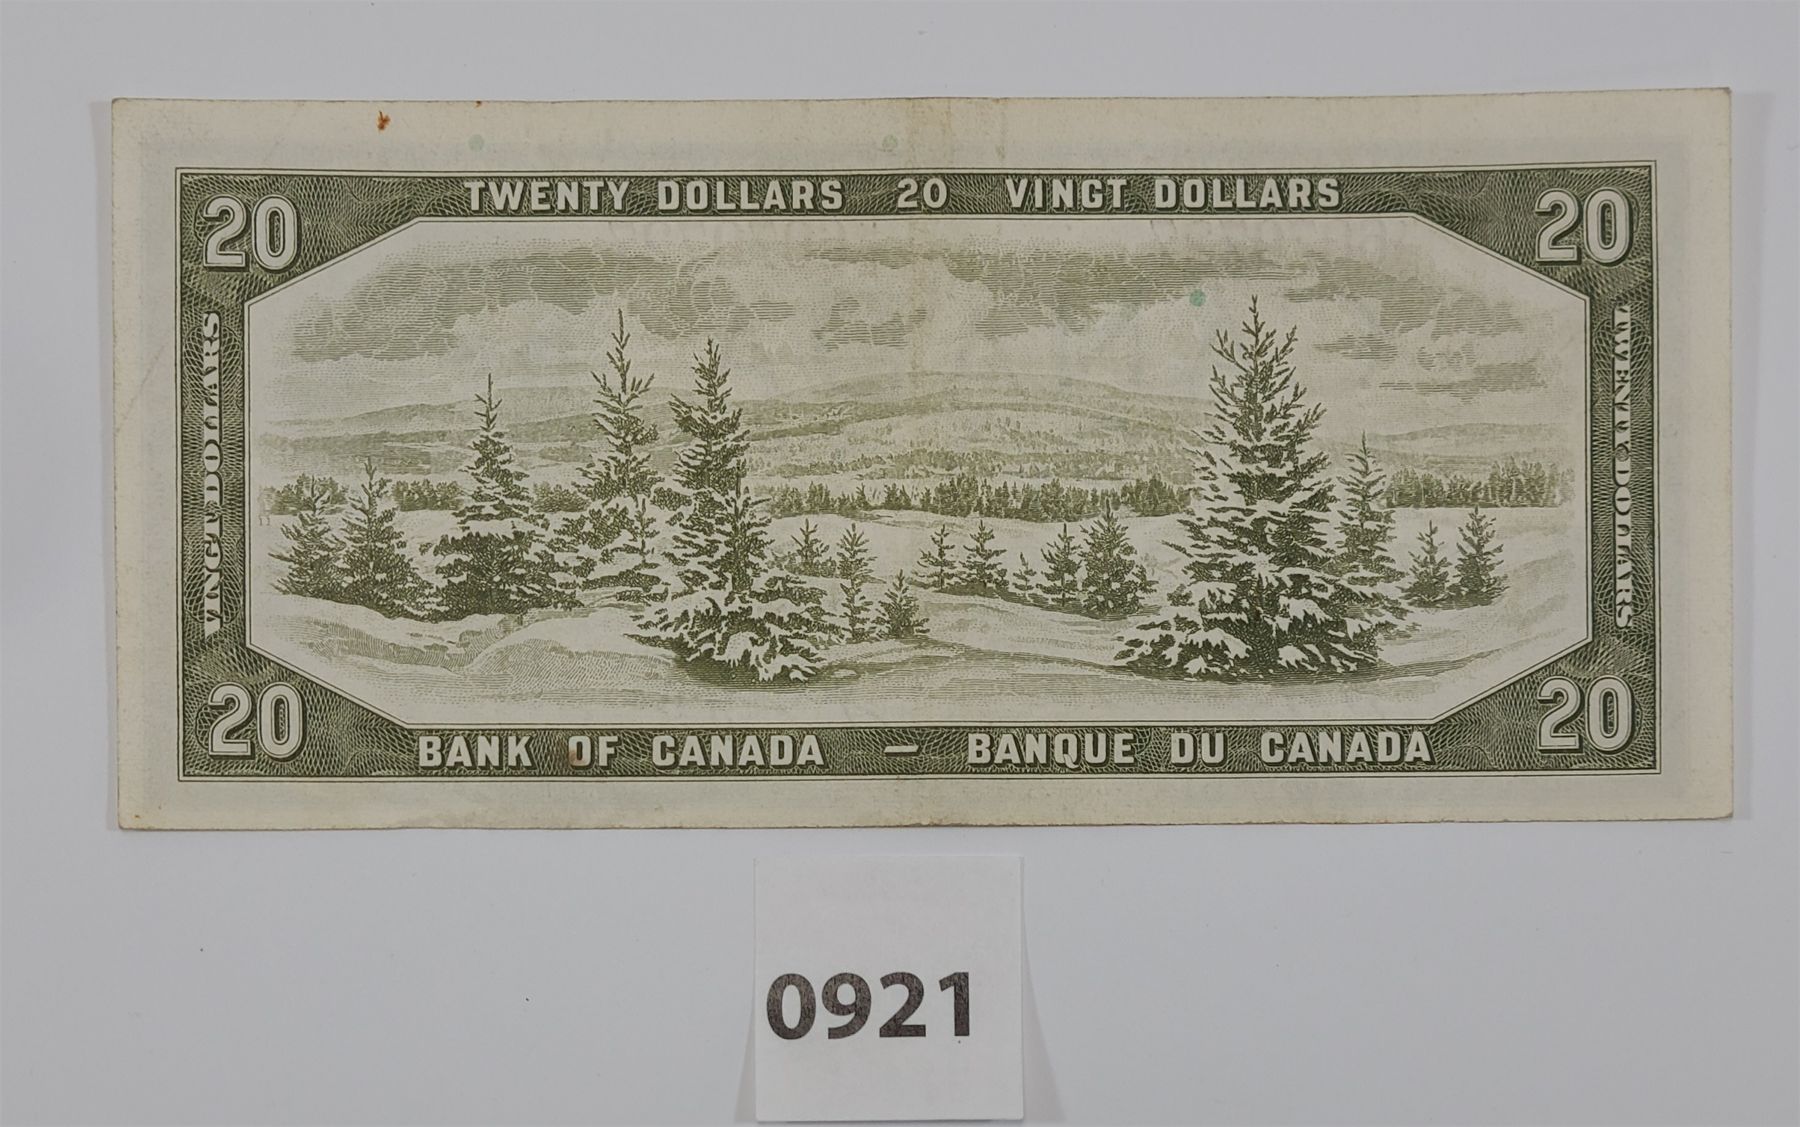 TWENTY DOLLARS 20 VINGT DOLLARS
20
20
VINGT DOLLARS
TWENTY DOLLARS
20
20
BANK OF CANADA — BANQUE DU CANADA
0921